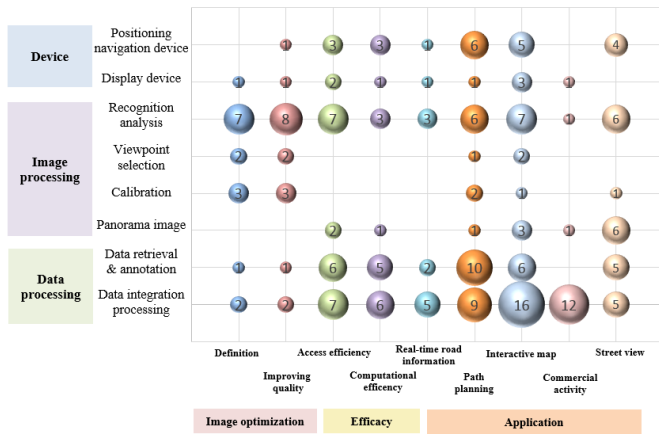 Device
Positioning
navigation device
1 3 3 1 6 5 4
Display device
1 1 2 1 1 1 3 1
Image
processing
Recognition
analysis
7 8 7 3 3 6 7 1 6
Viewpoint
selection
2 2 1 2
Calibration
3 3 2 1 1
Panorama image
2 1 1 3 1 6
Data
processing
Data retrieval
& annotation
1 1 6 5 2 10 6 5
Data integration
processing
2 2 7 6 5 9 16 12 5
Definition
Improving
quality
Access efficiency
Computational
efficency
Real-time road
information
Path
planning
Interactive map
Commercial
activity
Street view
Image optimization
Efficacy
Application